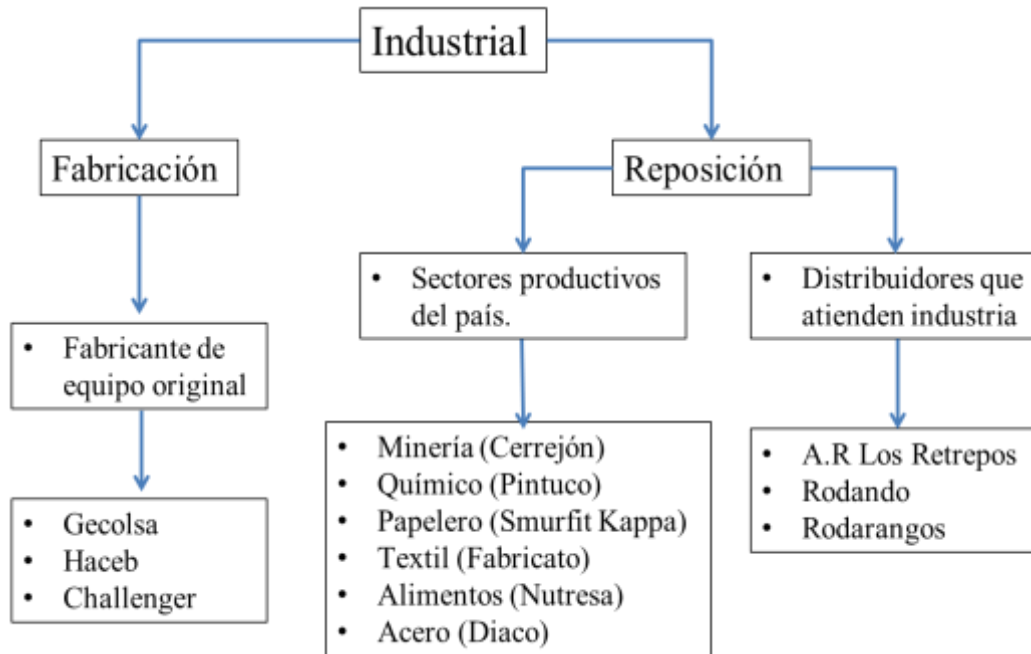 Industrial
Fabricación
Reposición
• Sectores productivos
del país.
• Distribuidores que
atienden industria
• Fabricante de
equipo original
• Minería (Cerrejón)
• Químico (Pintuco)
• Papelero (Smurfit Kappa)
• Textil (Fabricato)
• Alimentos (Nutresa)
• Acero (Diaco)
• A.R Los Retrepos
• Rodando
• Rodarangos
• Gecolsa
• Haceb
• Challenger